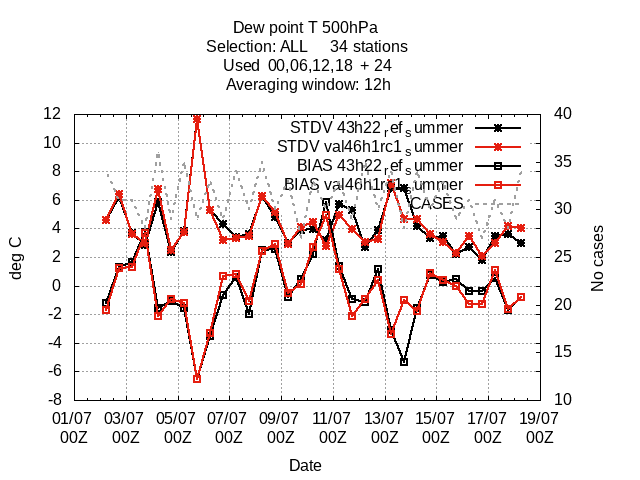 Dew point T 500hPa
Selection: ALL 34 stations
Used 00,06,12,18 + 24
Averaging window: 12h
STDV 43h22_ref_summer
STDV val46h1rc1_summer
BIAS 43h22_ref_summer
BIAS val46h1rc1_summer
CASES
deg C
12
10
8
6
4
2
0
-2
-4
-6
-8
No cases
40
35
30
25
20
15
10
01/07 03/07 05/07 07/07 09/07 11/07 13/07 15/07 17/07 19/07
00Z 00Z 00Z 00Z 00Z 00Z 00Z 00Z 00Z 00Z
Date